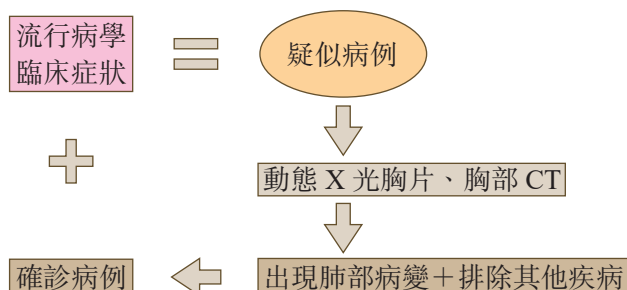 流行病學
臨床症狀
疑似病例
動態 X 光胸片、胸部 CT
確診病例
出現肺部病變＋排除其他疾病